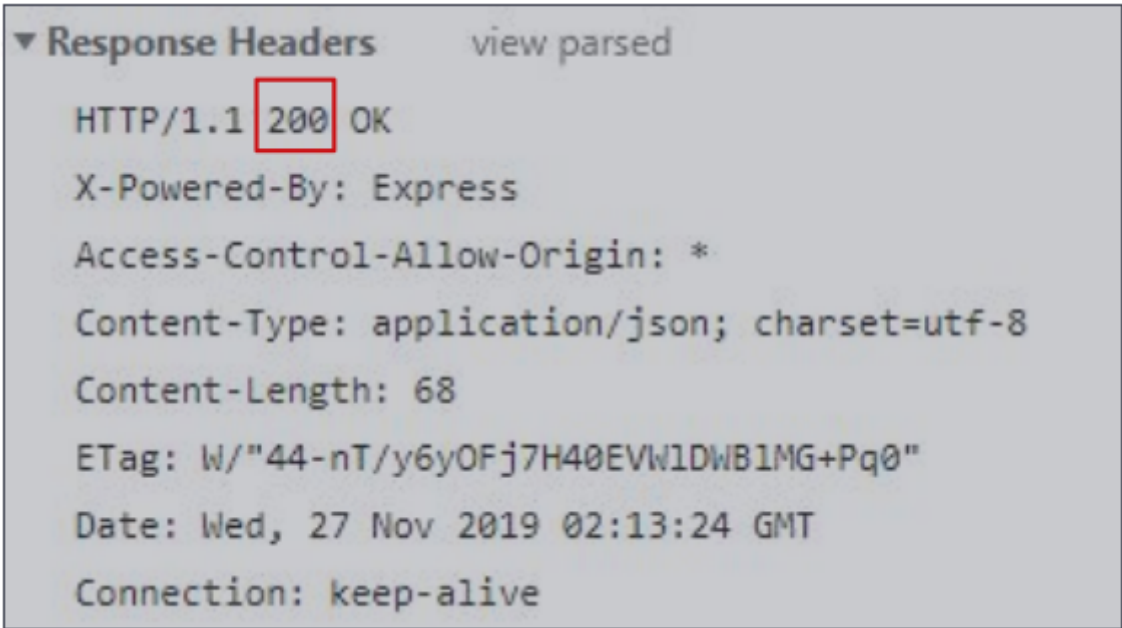 ▼ Response Headers view parsed
HTTP/1.1 200 OK
X-Powered-By: Express
Access-Control-Allow-Origin: *
Content-Type: application/json; charset=utf-8
Content-Length: 68
ETag: W/"44-nT/y6yOFj7H40EVWlDWBlMG+Pq0"
Date: Wed, 27 Nov 2019 02:13:24 GMT
Connection: keep-alive